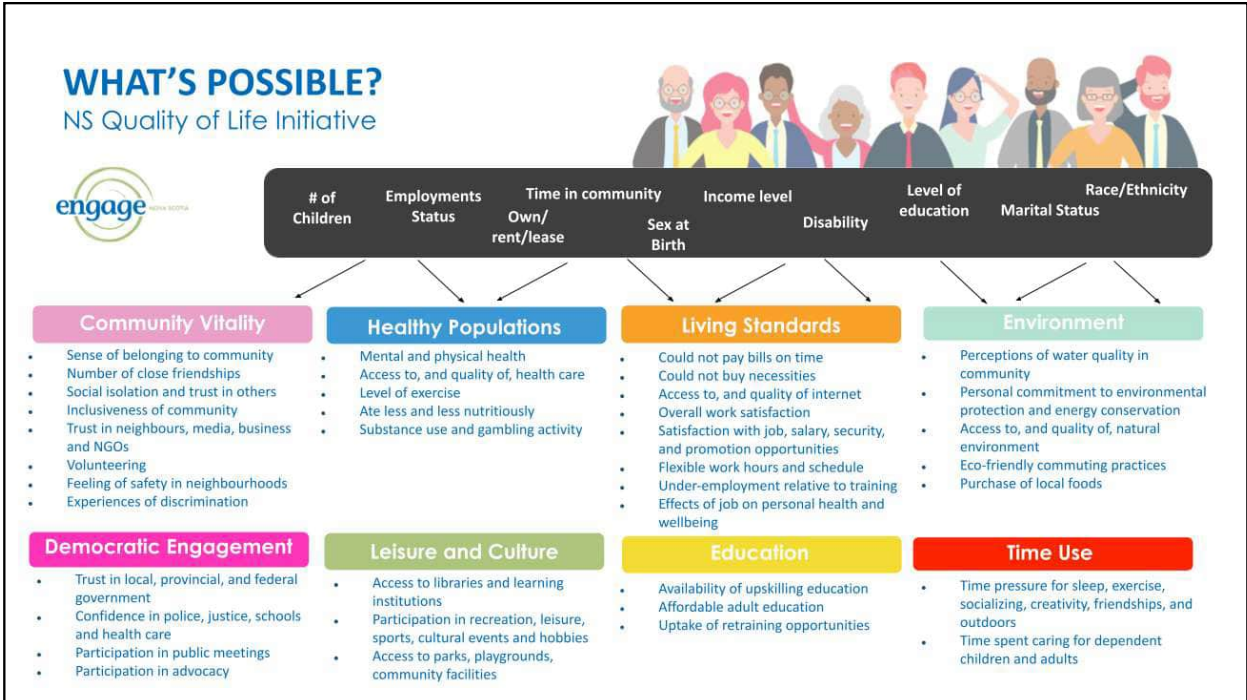 WHAT'S POSSIBLE?
NS Quality of Life Initiative
engage NOVA SCOTIA
# of
Children
Employments
Status
Time in community
Own/
rent/lease
Sex at
Birth
Income level
Disability
Level of
education
Marital Status
Race/Ethnicity
Community Vitality
• Sense of belonging to community
• Number of close friendships
• Social isolation and trust in others
• Inclusiveness of community
• Trust in neighbours, media, business
and NGOs
• Volunteering
• Feeling of safety in neighbourhoods
• Experiences of discrimination
Healthy Populations
• Mental and physical health
• Access to, and quality of, health care
• Level of exercise
• Ate less and less nutritiously
• Substance use and gambling activity
Living Standards
• Could not pay bills on time
• Could not buy necessities
• Access to, and quality of internet
• Overall work satisfaction
• Satisfaction with job, salary, security,
and promotion opportunities
• Flexible work hours and schedule
• Under-employment relative to training
• Effects of job on personal health and
wellbeing
Environment
• Perceptions of water quality in
community
• Personal commitment to environmental
protection and energy conservation
• Access to, and quality of, natural
environment
• Eco-friendly commuting practices
• Purchase of local foods
Democratic Engagement
• Trust in local, provincial, and federal
government
• Confidence in police, justice, schools
and health care
• Participation in public meetings
• Participation in advocacy
Leisure and Culture
• Access to libraries and learning
institutions
• Participation in recreation, leisure,
sports, cultural events and hobbies
• Access to parks, playgrounds,
community facilities
Education
• Availability of upskilling education
• Affordable adult education
• Uptake of retraining opportunities
Time Use
• Time pressure for sleep, exercise,
socializing, creativity, friendships, and
outdoors
• Time spent caring for dependent
children and adults